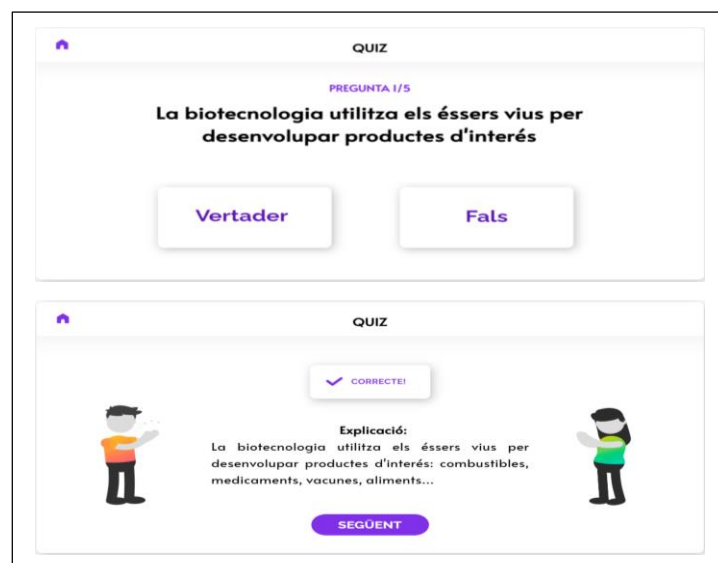 QUIZ
PREGUNTA 1/5
La biotecnologia utilitza els éssers vius per
desenvolupar productes d'interés
Vertader
Fals
QUIZ
CORRECTE!
Explicació:
La biotecnologia utilitza els éssers vius per
desenvolupar productes d'interés: combustibles,
medicaments, vacunes, aliments...
SEGÜENT